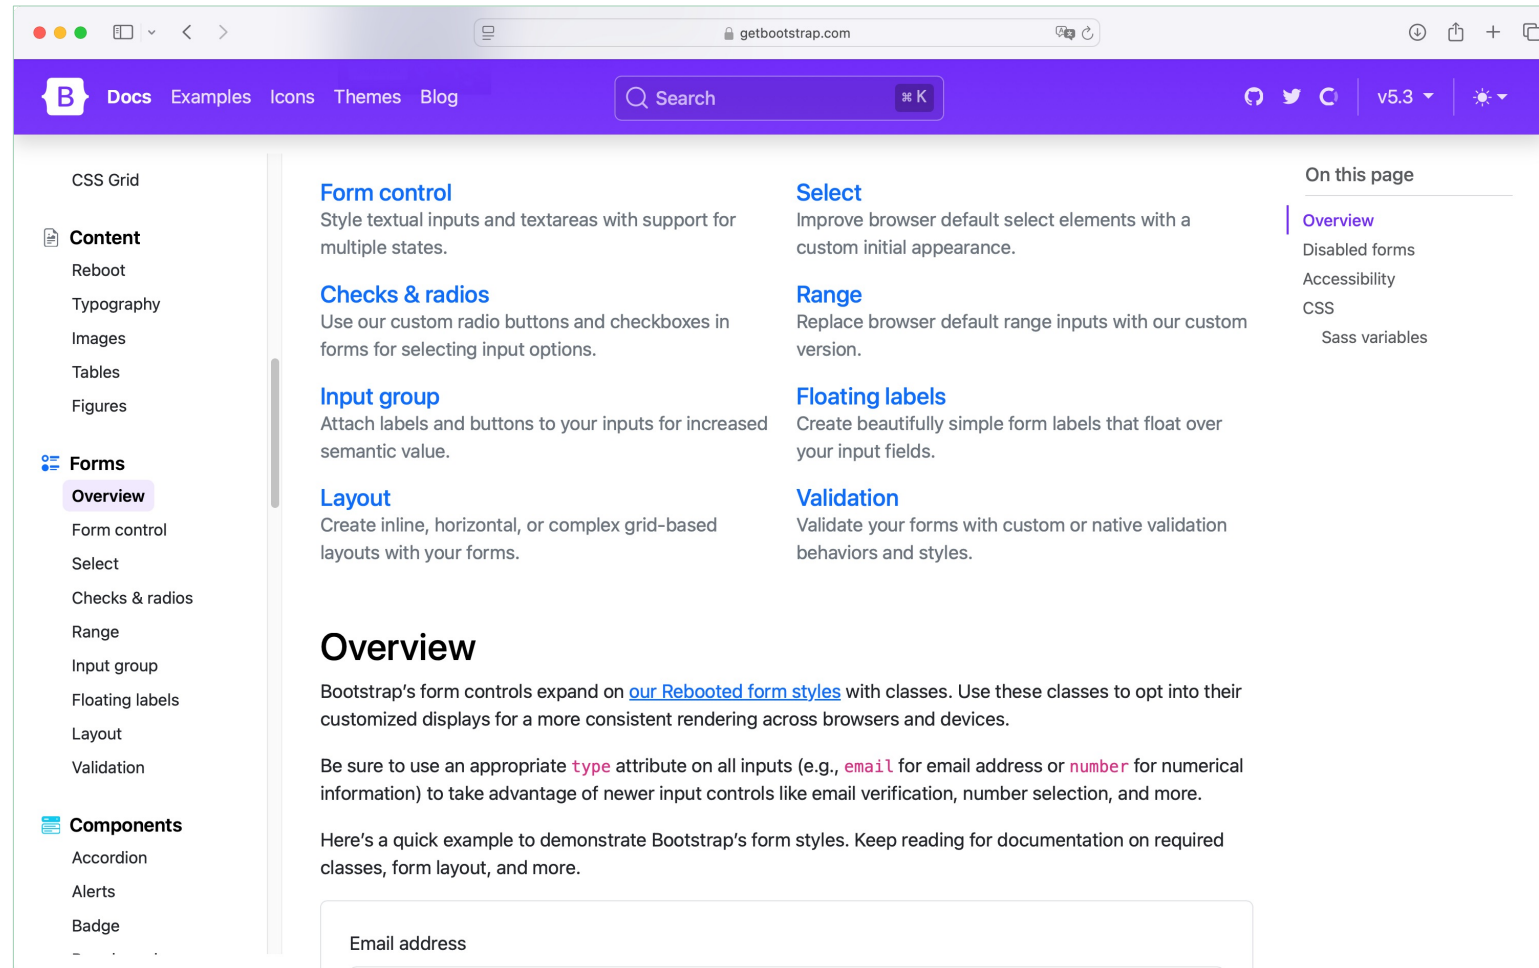 getbootstrap.com
B
Docs Examples Icons Themes Blog
Search ⌘ K
v5.3
CSS Grid
Content
Reboot
Typography
Images
Tables
Figures
Forms
Overview
Form control
Select
Checks & radios
Range
Input group
Floating labels
Layout
Validation
Components
Accordion
Alerts
Badge
Form control
Style textual inputs and textareas with support for
multiple states.
Select
Improve browser default select elements with a
custom initial appearance.
Checks & radios
Use our custom radio buttons and checkboxes in
forms for selecting input options.
Range
Replace browser default range inputs with our custom
version.
Input group
Attach labels and buttons to your inputs for increased
semantic value.
Floating labels
Create beautifully simple form labels that float over
your input fields.
Layout
Create inline, horizontal, or complex grid-based
layouts with your forms.
Validation
Validate your forms with custom or native validation
behaviors and styles.
Overview
Bootstrap’s form controls expand on our Rebooted form styles with classes. Use these classes to opt into their
customized displays for a more consistent rendering across browsers and devices.
Be sure to use an appropriate type attribute on all inputs (e.g., email for email address or number for numerical
information) to take advantage of newer input controls like email verification, number selection, and more.
Here’s a quick example to demonstrate Bootstrap’s form styles. Keep reading for documentation on required
classes, form layout, and more.
Email address
On this page
Overview
Disabled forms
Accessibility
CSS
Sass variables